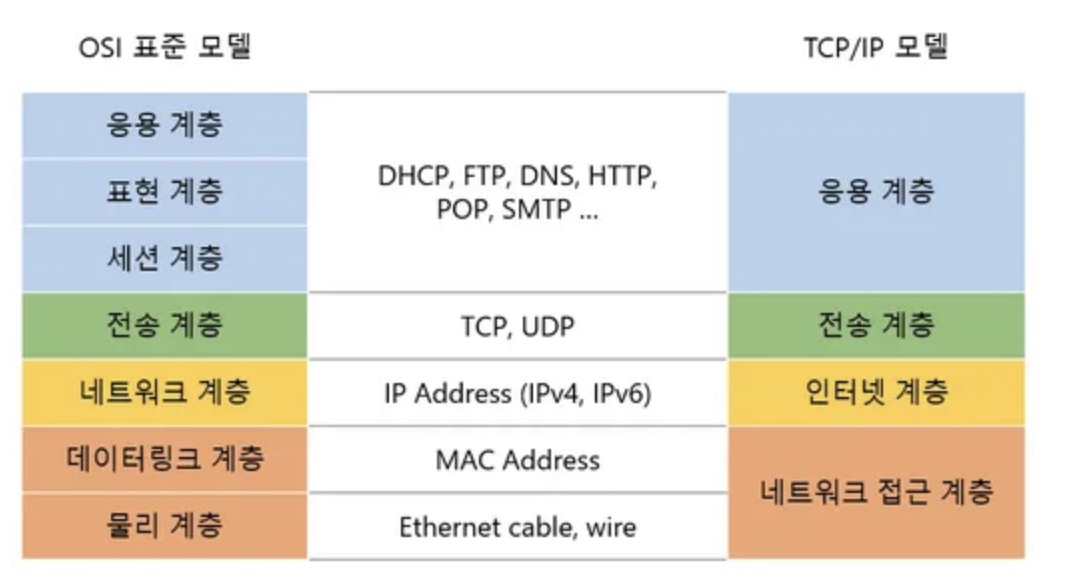 OSI 표준 모델
TCP/IP 모델
응용 계층
표현 계층
세션 계층
DHCP, FTP, DNS, HTTP,
POP, SMTP ...
응용 계층
전송 계층
TCP, UDP
전송 계층
네트워크 계층
IP Address (IPv4, IPv6)
인터넷 계층
데이터링크 계층
MAC Address
물리 계층
Ethernet cable, wire
네트워크 접근 계층